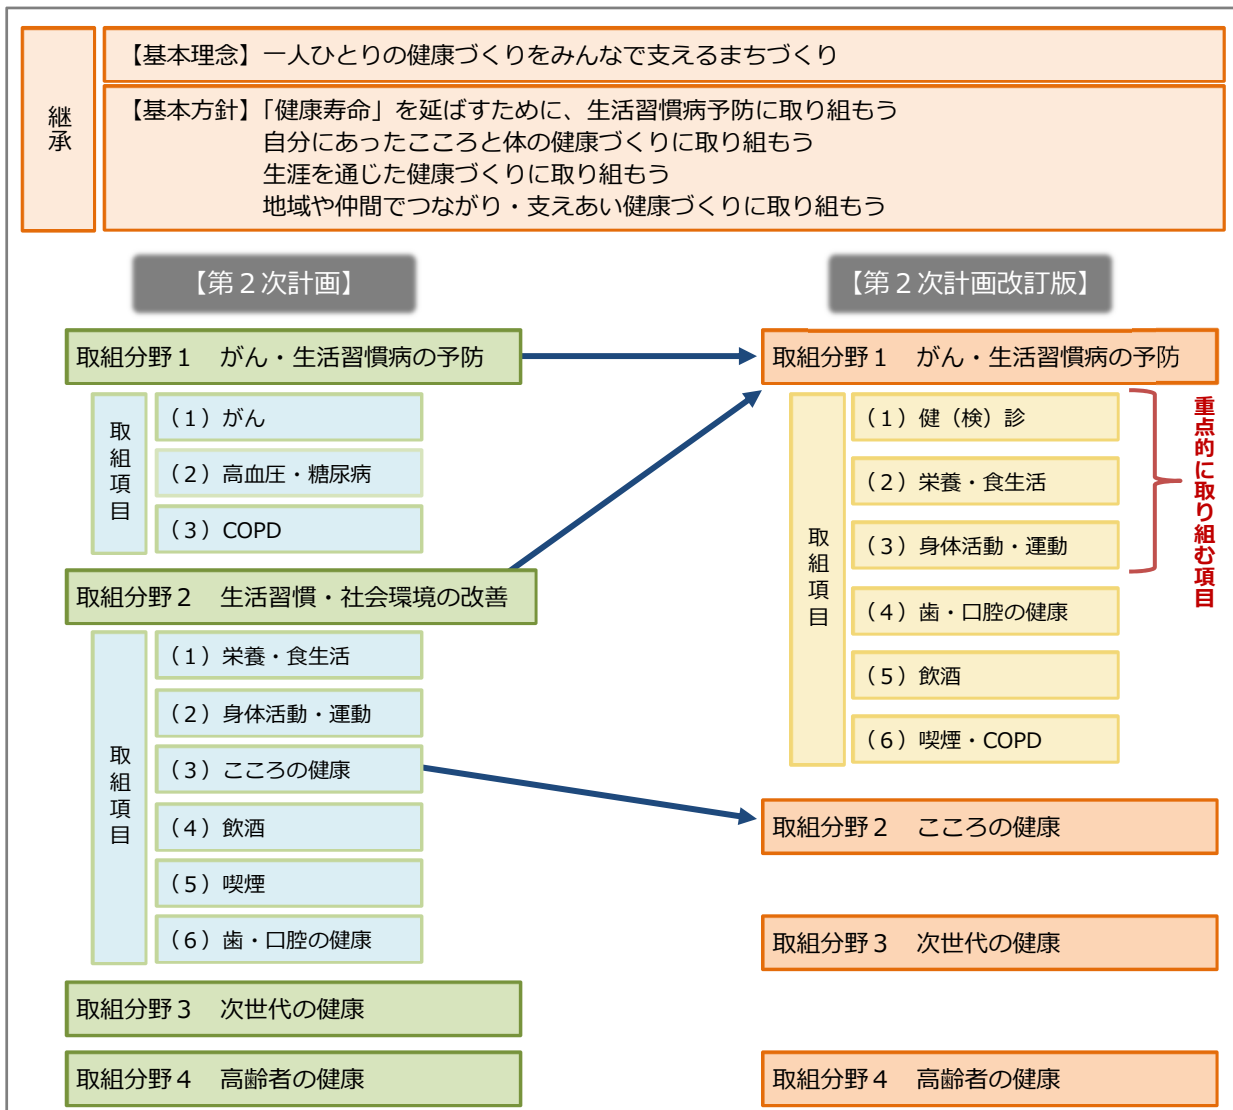 継承
【基本理念】一人ひとりの健康づくりをみんなで支えるまちづくり
【基本方針】「健康寿命」を延ばすために、生活習慣病予防に取り組もう
自分にあったこころと体の健康づくりに取り組もう
生涯を通じた健康づくりに取り組もう
地域や仲間でつながり・支えあい健康づくりに取り組もう
【第２次計画】
取組分野１　がん・生活習慣病の予防
取組項目
（１）がん
（２）高血圧・糖尿病
（３）COPD
取組分野２　生活習慣・社会環境の改善
取組項目
（１）栄養・食生活
（２）身体活動・運動
（３）こころの健康
（４）飲酒
（５）喫煙
（６）歯・口腔の健康
取組分野３　次世代の健康
取組分野４　高齢者の健康
【第２次計画改訂版】
取組分野１　がん・生活習慣病の予防
取組項目
（１）健（検）診
（２）栄養・食生活
（３）身体活動・運動
（４）歯・口腔の健康
（５）飲酒
（６）喫煙・COPD
重点的に取り組む項目
取組分野２　こころの健康
取組分野３　次世代の健康
取組分野４　高齢者の健康